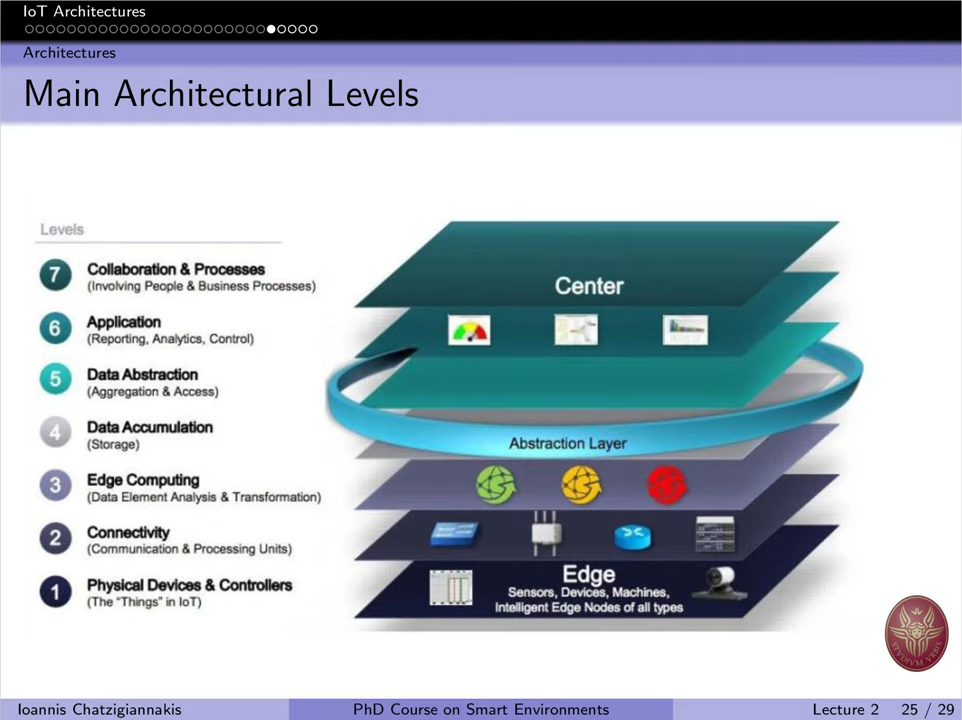 IoT Architectures
Architectures
Main Architectural Levels
Levels
7 Collaboration & Processes
(Involving People & Business Processes)
6 Application
(Reporting, Analytics, Control)
5 Data Abstraction
(Aggregation & Access)
4 Data Accumulation
(Storage)
3 Edge Computing
(Data Element Analysis & Transformation)
2 Connectivity
(Communication & Processing Units)
1 Physical Devices & Controllers
(The “Things” in IoT)
Center
Abstraction Layer
Edge
Sensors, Devices, Machines,
Intelligent Edge Nodes of all types
STVDIVM VRBIS
Ioannis Chatzigiannakis
PhD Course on Smart Environments
Lecture 2 25 / 29